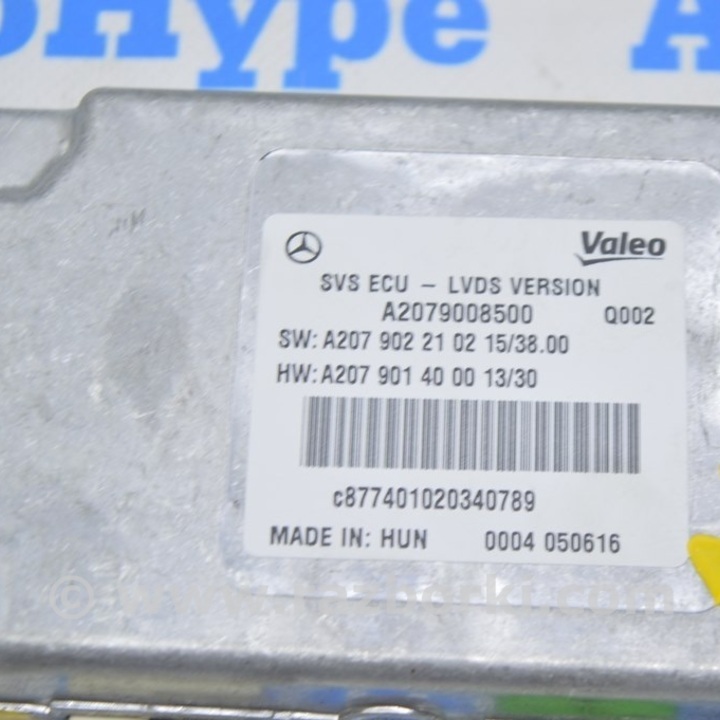 oHype A
Valeo
SVS ECU – LVDS VERSION
A2079008500 Q002
SW: A207 902 21 02 15/38.00
HW: A207 901 40 00 13/30
c877401020340789
MADE IN: HUN 0004 050616